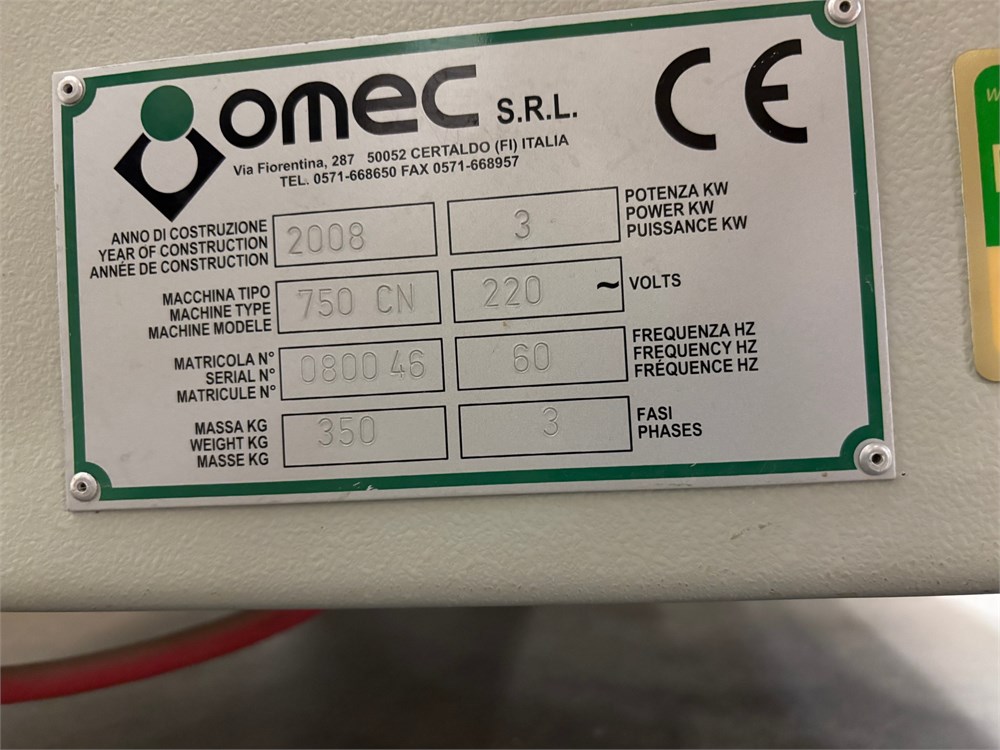 omec S.R.L.
CE
Via Fiorentina, 287 50052 CERTALDO (FI) ITALIA
TEL. 0571-668650 FAX 0571-668957
ANNO DI COSTRUZIONE
YEAR OF CONSTRUCTION
ANNÉE DE CONSTRUCTION
2008
3
POTENZA KW
POWER KW
PUISSANCE KW
MACCHINA TIPO
MACHINE TYPE
MACHINE MODELE
750 CN
220 ~
VOLTS
MATRICOLA N°
SERIAL N°
MATRICULE N°
0800 46
60
FREQUENZA HZ
FREQUENCY HZ
FRÉQUENCE HZ
MASSA KG
WEIGHT KG
MASSE KG
350
3
FASI
PHASES